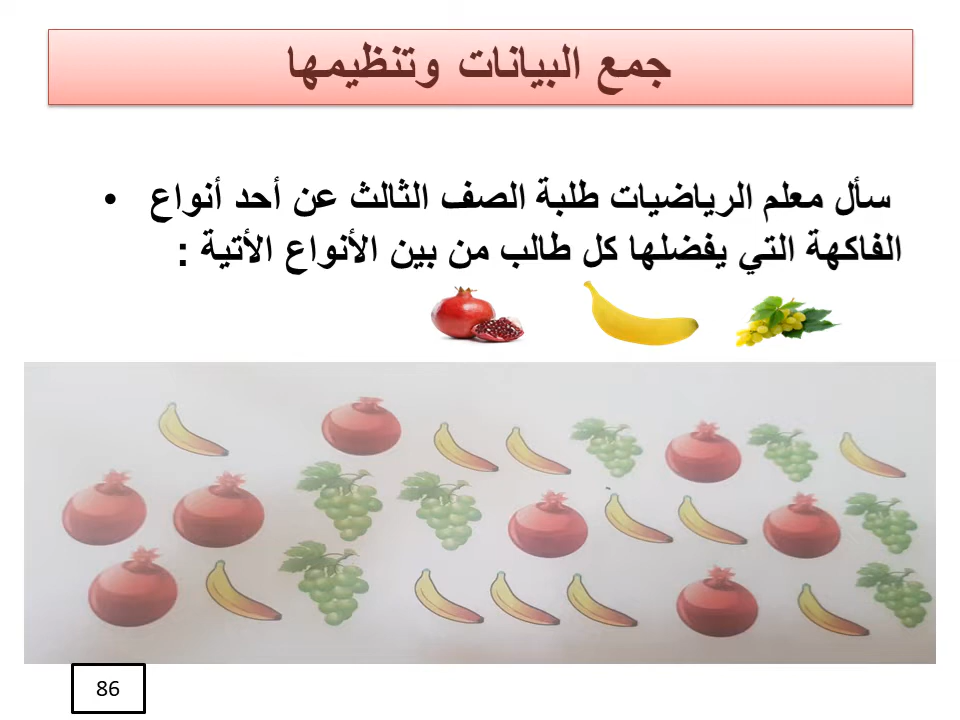 جمع البيانات وتنظيمها
• سأل معلم الرياضيات طلبة الصف الثالث عن أحد أنواع
الفاكهة التي يفضلها كل طالب من بين الأنواع الأتية :
86